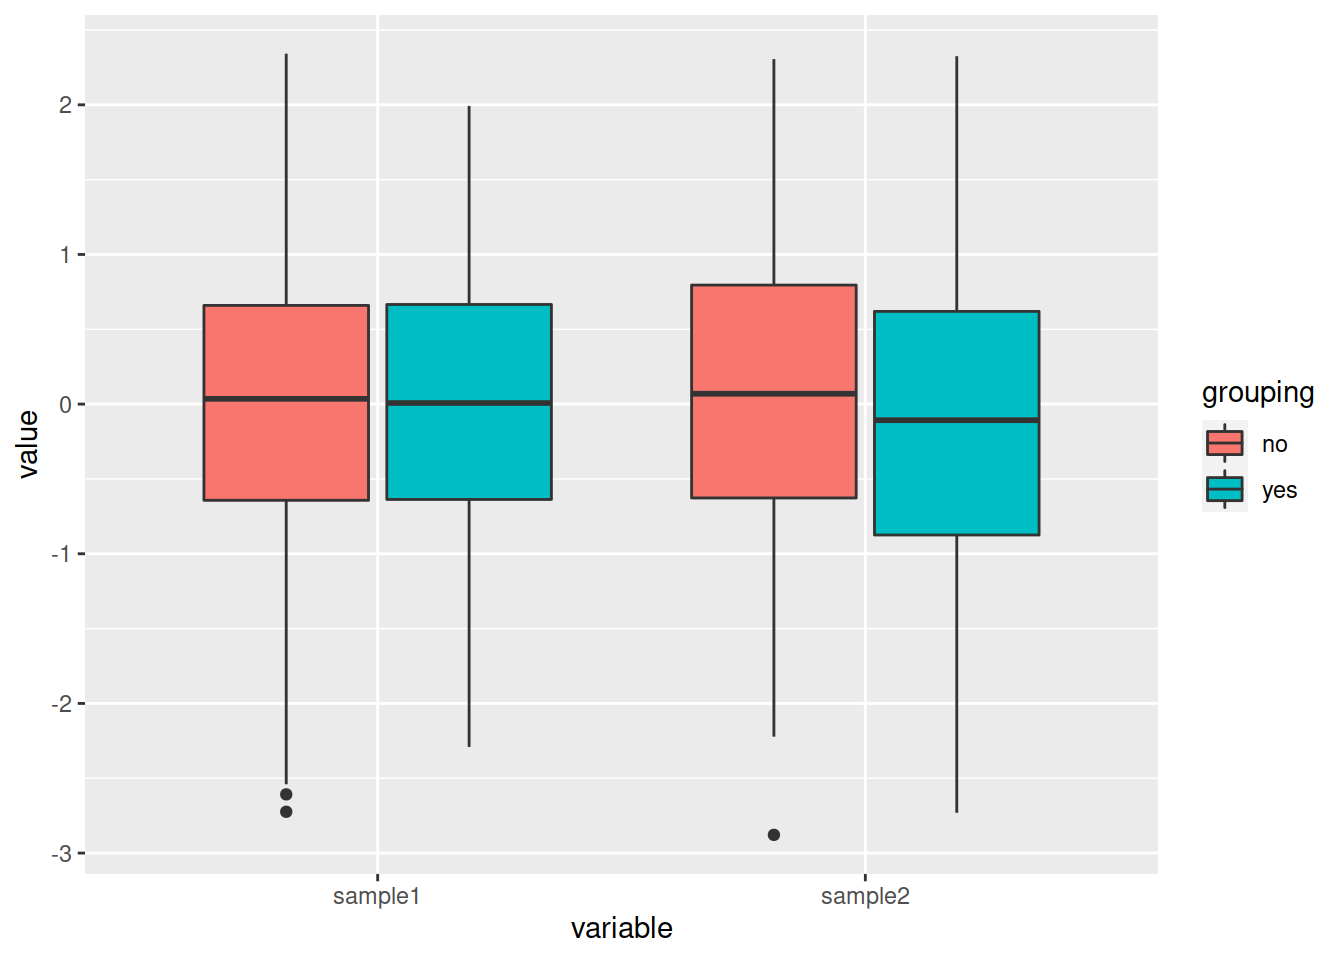 2
1
0
-1
-2
-3
value
sample1
sample2
variable
grouping
no
yes